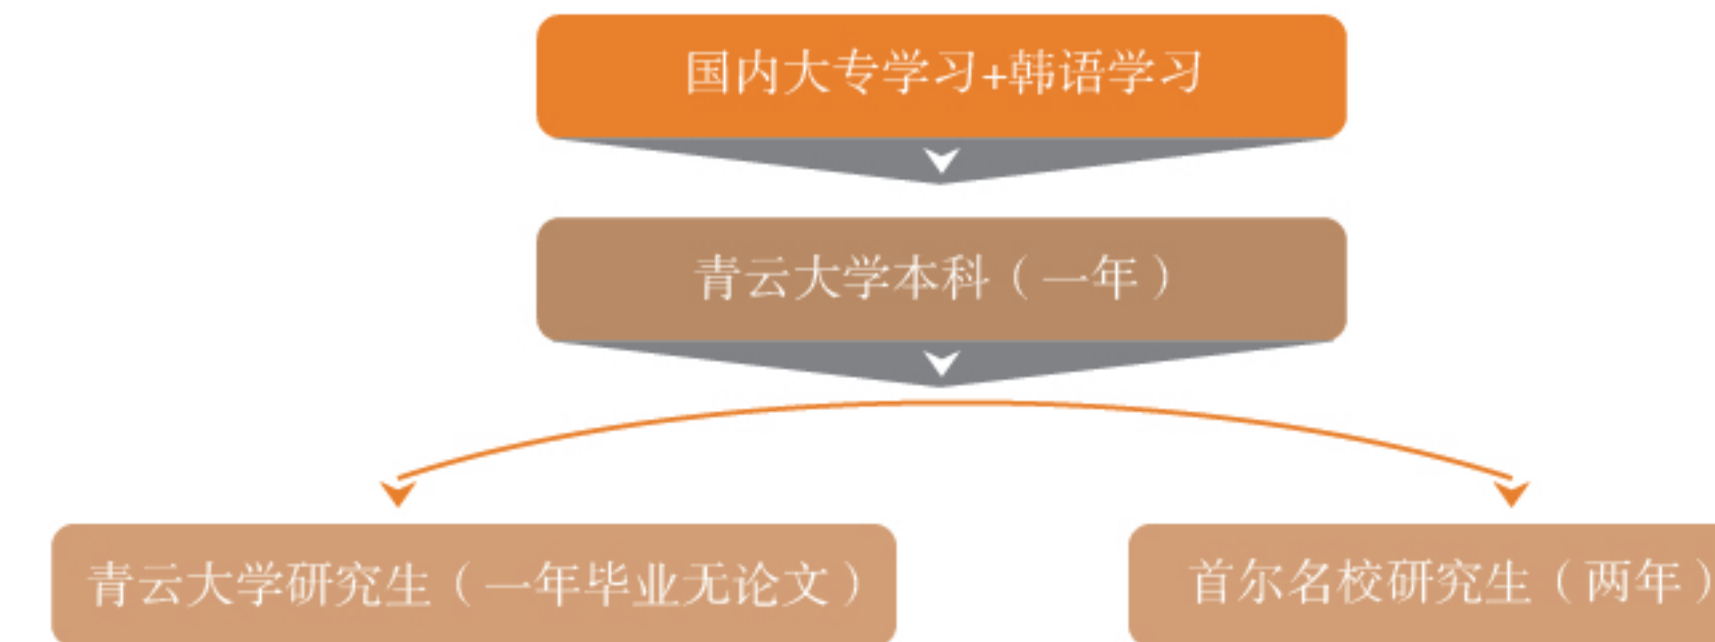 国内大专学习+韩语学习
青云大学本科（一年）
青云大学研究生（一年毕业无论文）
首尔名校研究生（两年）